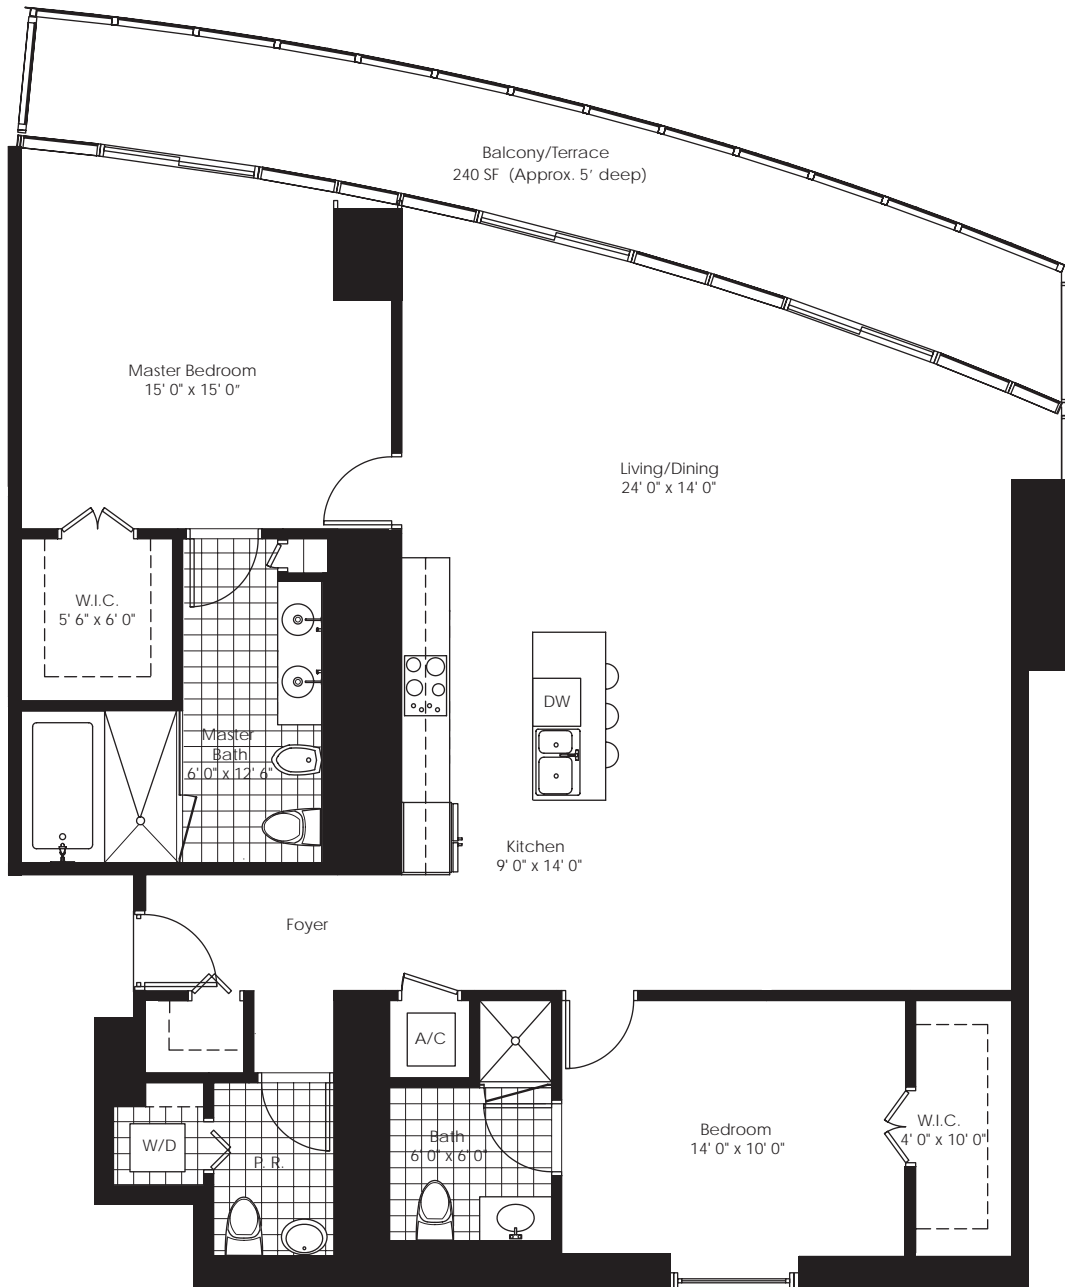 Balcony/Terrace
240 SF (Approx. 5' deep)
Master Bedroom
15' 0" x 15' 0"
Living/Dining
24' 0" x 14' 0"
W.I.C.
5' 6" x 6' 0"
DW
Master
Bath
6' 0" x 12' 6"
Kitchen
9' 0" x 14' 0"
Foyer
A/C
W/D
P. R.
Bath
6' 0" x 6' 0"
Bedroom
14' 0" x 10' 0"
W.I.C.
4' 0" x 10' 0"